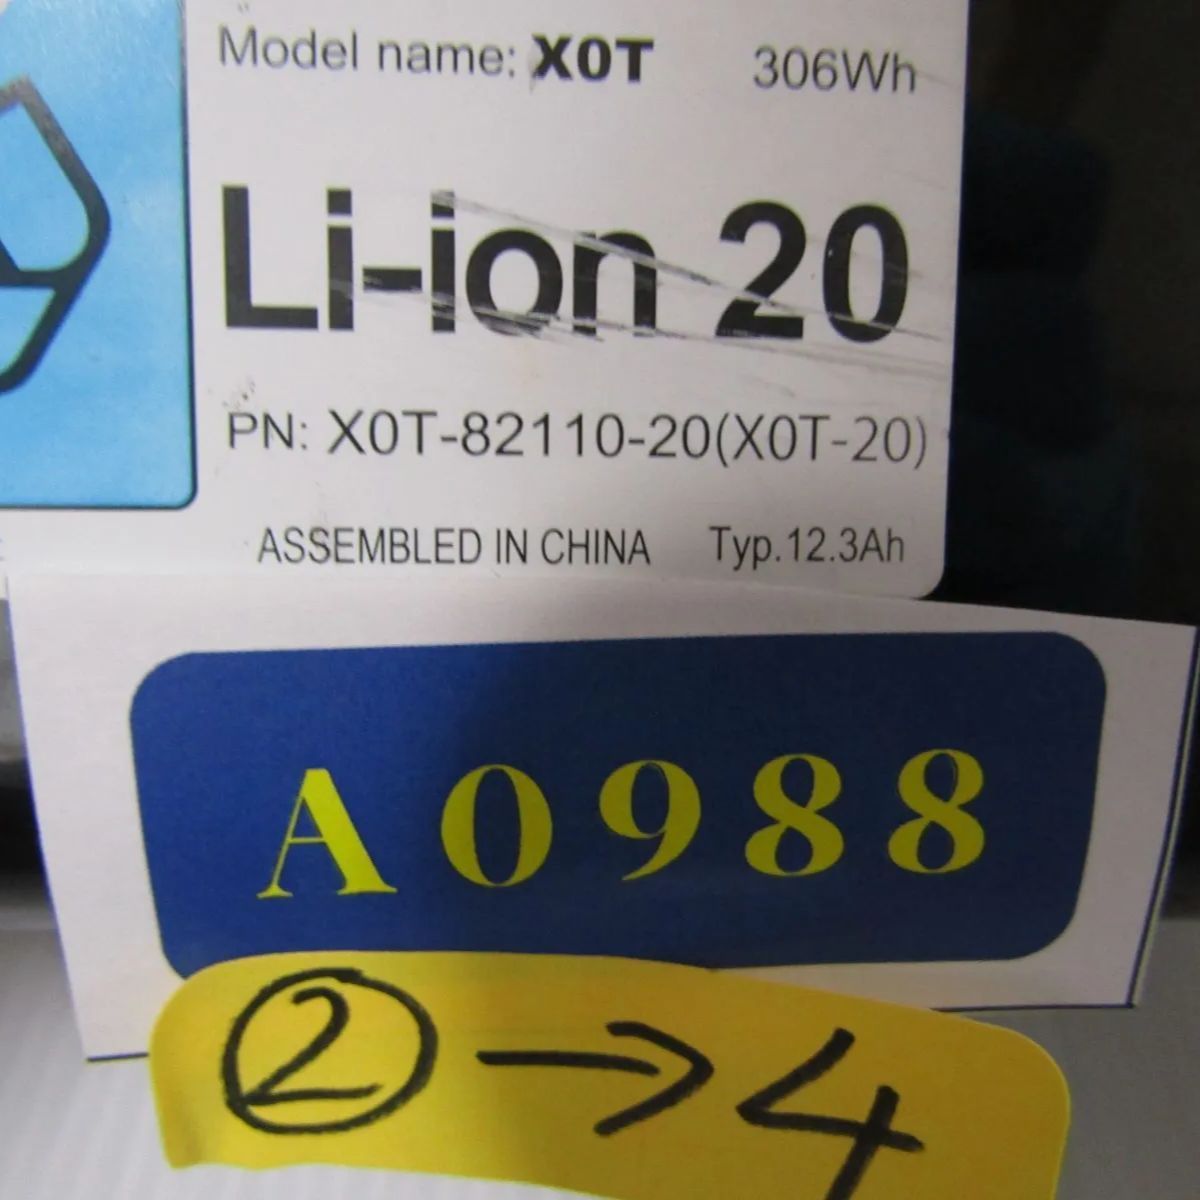 Model name: X0T 306Wh
Li-ion 20
PN: X0T-82110-20(X0T-20)
ASSEMBLED IN CHINA Typ.12.3Ah
A0988
②→4